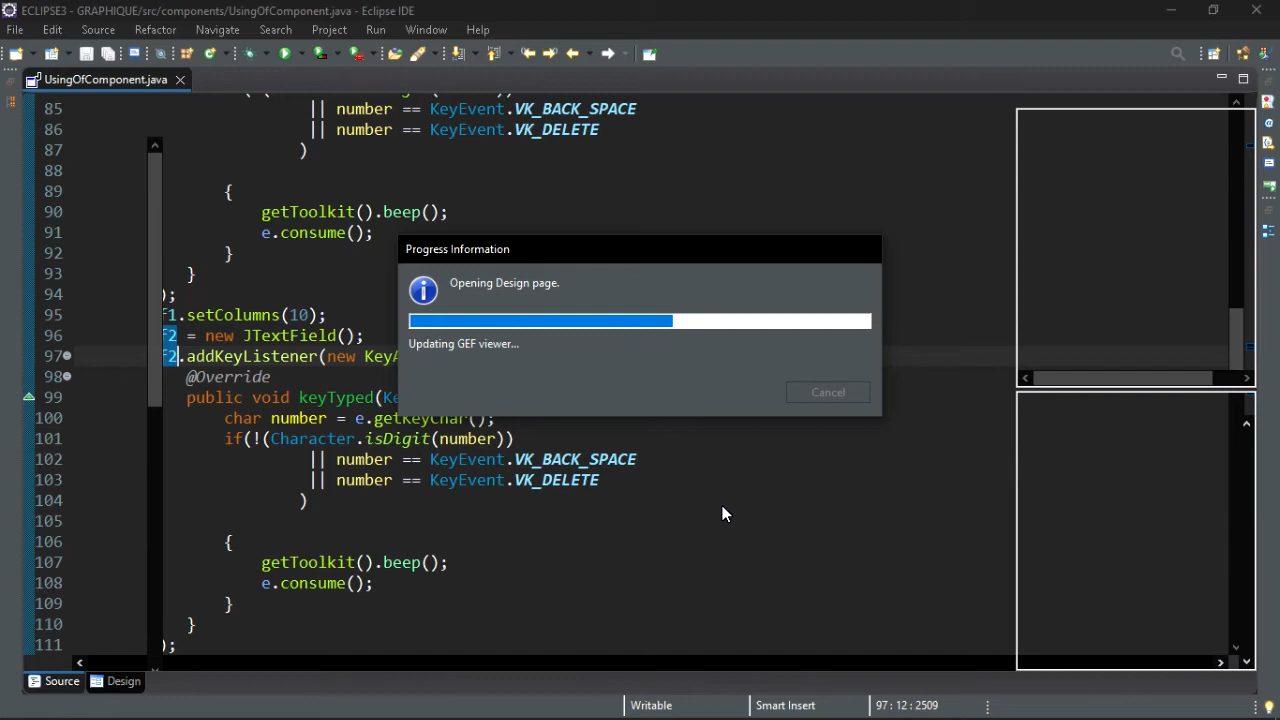 ECLIPSE3 - GRAPHIQUE/src/components/UsingOfComponent.java - Eclipse IDE
File Edit Source Refactor Navigate Search Project Run Window Help
UsingOfComponent.java
85 || number == KeyEvent.VK_BACK_SPACE
86 || number == KeyEvent.VK_DELETE
87 )
88
89 {
90 getToolkit().beep();
91 e.consume();
92 }
93 }
94 );
95 f1.setColumns(10);
96 f2 = new JTextField();
97 f2.addKeyListener(new KeyA
98 @Override
99 public void keyTyped(Ke
100 char number = e.getKeyChar();
101 if(!(Character.isDigit(number))
102 || number == KeyEvent.VK_BACK_SPACE
103 || number == KeyEvent.VK_DELETE
104 )
105
106 {
107 getToolkit().beep();
108 e.consume();
109 }
110 }
111 );
Progress Information
Opening Design page.
Updating GEF viewer...
Cancel
Source Design
Writable Smart Insert 97 : 12 : 2509